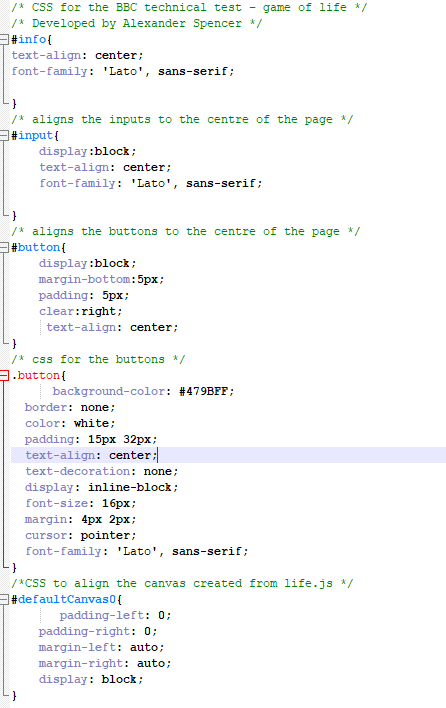 /* CSS for the BBC technical test - game of life */
/* Developed by Alexander Spencer */
#info{
text-align: center;
font-family: 'Lato', sans-serif;

}
/* aligns the inputs to the centre of the page */
#input{
    display:block;
    text-align: center;
    font-family: 'Lato', sans-serif;

}
/* aligns the buttons to the centre of the page */
#button{
    display:block;
    margin-bottom:5px;
    padding: 5px;
    clear:right;
     text-align: center;
}
/* css for the buttons */
.button{
      background-color: #479BFF;
  border: none;
  color: white;
  padding: 15px 32px;
  text-align: center;
  text-decoration: none;
  display: inline-block;
  font-size: 16px;
  margin: 4px 2px;
  cursor: pointer;
  font-family: 'Lato', sans-serif;
}
/*CSS to align the canvas created from life.js */
#defaultCanvas0{
       padding-left: 0;
    padding-right: 0;
    margin-left: auto;
    margin-right: auto;
    display: block;
}